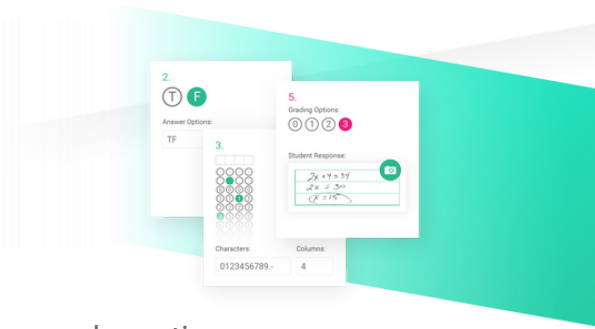 2.
T F
Answer Options:
TF
3.
Characters:
0123456789.-
Columns:
4
5.
Grading Options:
0 1 2 3
Student Response:
2x + 4 = 34
2x = 30
x = 15